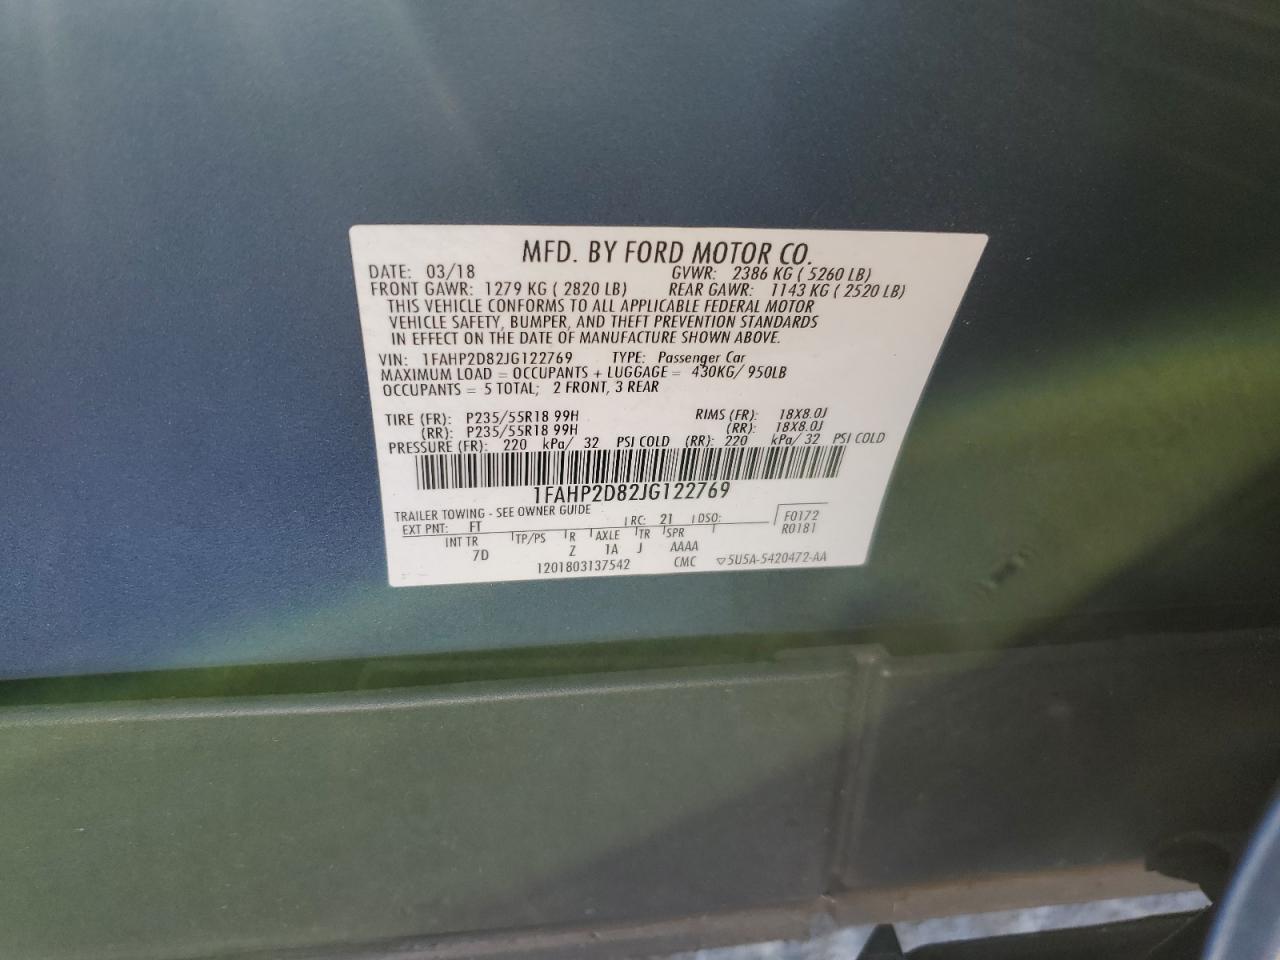 MFD. BY FORD MOTOR CO.
DATE: 03/18 GVWR: 2386 KG ( 5260 LB)
FRONT GAWR: 1279 KG ( 2820 LB) REAR GAWR: 1143 KG ( 2520 LB)
THIS VEHICLE CONFORMS TO ALL APPLICABLE FEDERAL MOTOR
VEHICLE SAFETY, BUMPER, AND THEFT PREVENTION STANDARDS
IN EFFECT ON THE DATE OF MANUFACTURE SHOWN ABOVE.
VIN: 1FAHP2D82JG122769 TYPE: Passenger Car
MAXIMUM LOAD = OCCUPANTS + LUGGAGE = 430KG/ 950LB
OCCUPANTS = 5 TOTAL; 2 FRONT, 3 REAR
TIRE (FR): P235/55R18 99H RIMS (FR): 18X8.0J
(RR): P235/55R18 99H (RR): 18X8.0J
PRESSURE (FR): 220 kPa/ 32 PSI COLD (RR): 220 kPa/ 32 PSI COLD
1FAHP2D82JG122769
TRAILER TOWING - SEE OWNER GUIDE
EXT PNT: FT RC: 21 DSO: F0172
R0181
INT TR TP/PS R AXLE TR SPR
7D Z 1A J AAAA
1201803137542 CMC ▽5U5A-5420472-AA